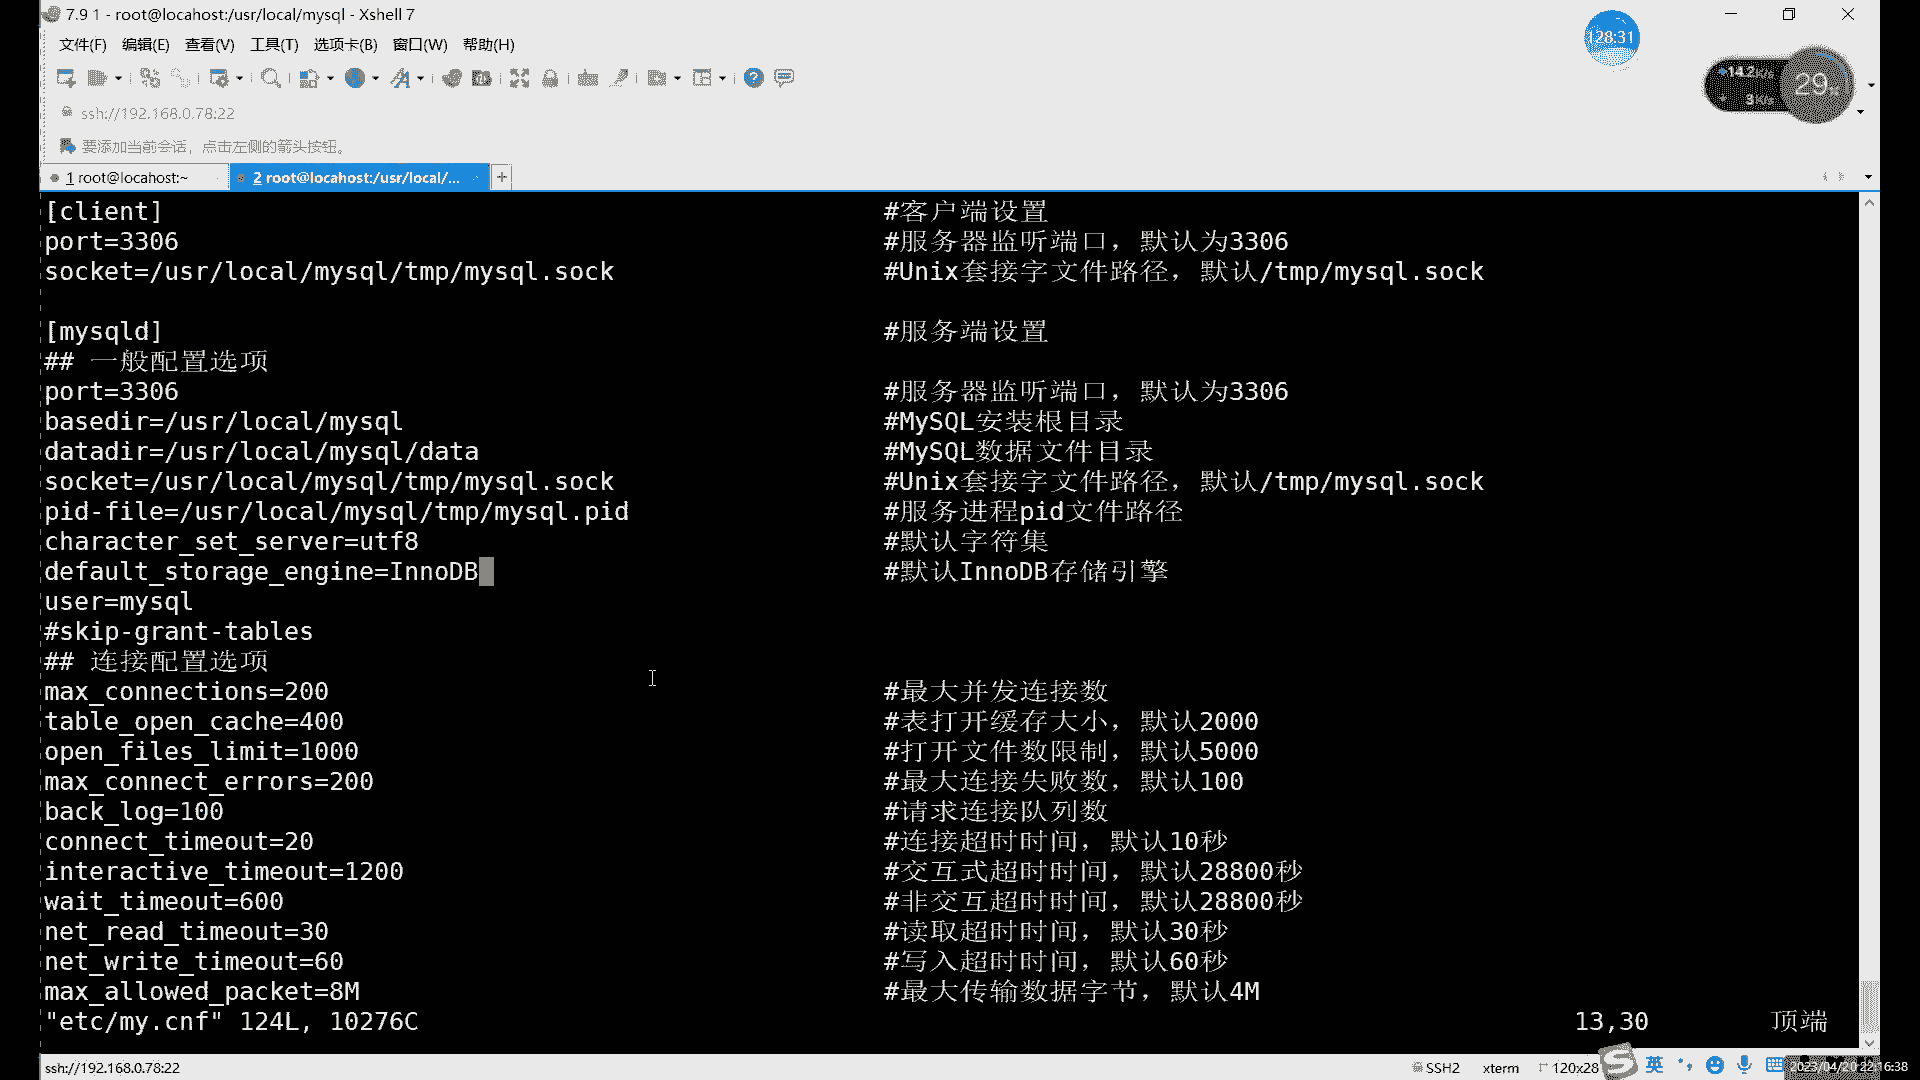 7.9 1 - root@locahost:/usr/local/mysql - Xshell 7
128:31
文件(F) 编辑(E) 查看(V) 工具(T) 选项卡(B) 窗口(W) 帮助(H)
14.2K/s
3K/s
29%
ssh://192.168.0.78:22
要添加当前会话，点击左侧的箭头按钮。
1 root@locahost:~ 2 root@locahost:/usr/local/... +
[client] #客户端设置
port=3306 #服务器监听端口，默认为3306
socket=/usr/local/mysql/tmp/mysql.sock #Unix套接字文件路径，默认/tmp/mysql.sock
[mysqld] #服务端设置
## 一般配置选项
port=3306 #服务器监听端口，默认为3306
basedir=/usr/local/mysql #MySQL安装根目录
datadir=/usr/local/mysql/data #MySQL数据文件目录
socket=/usr/local/mysql/tmp/mysql.sock #Unix套接字文件路径，默认/tmp/mysql.sock
pid-file=/usr/local/mysql/tmp/mysql.pid #服务进程pid文件路径
character_set_server=utf8 #默认字符集
default_storage_engine=InnoDB #默认InnoDB存储引擎
user=mysql
#skip-grant-tables
## 连接配置选项
max_connections=200 #最大并发连接数
table_open_cache=400 #表打开缓存大小，默认2000
open_files_limit=1000 #打开文件数限制，默认5000
max_connect_errors=200 #最大连接失败数，默认100
back_log=100 #请求连接队列数
connect_timeout=20 #连接超时时间，默认10秒
interactive_timeout=1200 #交互式超时时间，默认28800秒
wait_timeout=600 #非交互超时时间，默认28800秒
net_read_timeout=30 #读取超时时间，默认30秒
net_write_timeout=60 #写入超时时间，默认60秒
max_allowed_packet=8M #最大传输数据字节，默认4M
"etc/my.cnf" 124L, 10276C 13,30 顶端
ssh://192.168.0.78:22 SSH2 xterm 120x28 英 2023/04/20 22:16:38